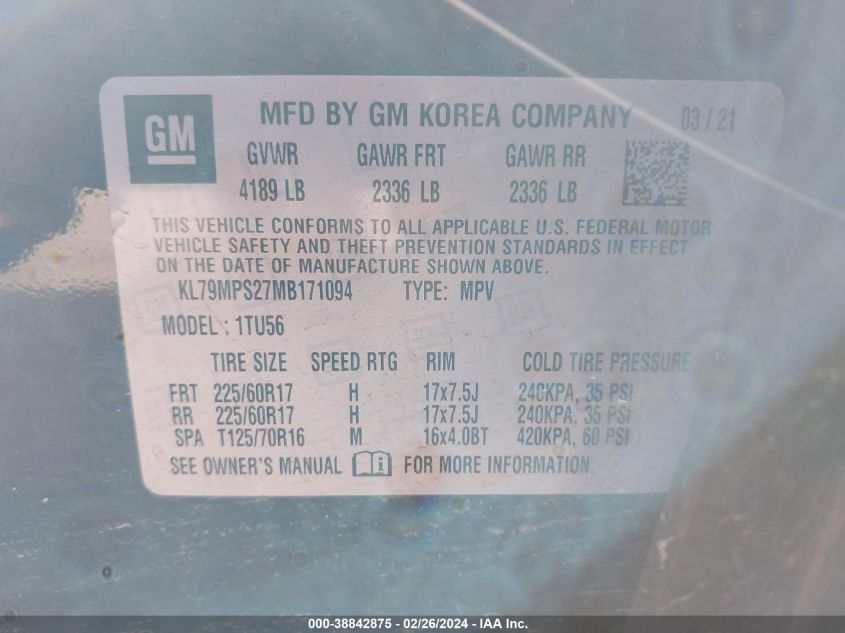 GM
MFD BY GM KOREA COMPANY 03/21
GVWR GAWR FRT GAWR RR
4189 LB 2336 LB 2336 LB
THIS VEHICLE CONFORMS TO ALL APPLICABLE U.S. FEDERAL MOTOR
VEHICLE SAFETY AND THEFT PREVENTION STANDARDS IN EFFECT
ON THE DATE OF MANUFACTURE SHOWN ABOVE.
KL79MPS27MB171094 TYPE: MPV
MODEL : 1TU56
TIRE SIZE SPEED RTG RIM COLD TIRE PRESSURE
FRT 225/60R17 H 17x7.5J 240KPA, 35 PSI
RR 225/60R17 H 17x7.5J 240KPA, 35 PSI
SPA T125/70R16 M 16x4.0BT 420KPA, 60 PSI
SEE OWNER'S MANUAL FOR MORE INFORMATION.
000-38842875 - 02/26/2024 - IAA Inc.